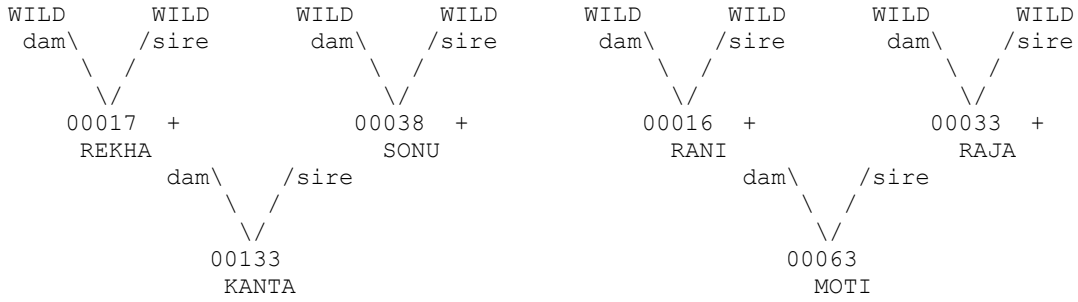 WILD WILD WILD WILD WILD WILD WILD WILD
dam\ /sire dam\ /sire dam\ /sire dam\ /sire
\ / \ / \ / \ /
\/ \/ \/ \/
00017 + 00038 + 00016 + 00033 +
REKHA SONU RANI RAJA
dam\ /sire dam\ /sire
\ / \ /
\/ \/
00133 00063
KANTA MOTI